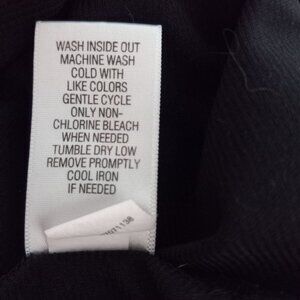 WASH INSIDE OUT
MACHINE WASH
COLD WITH
LIKE COLORS
GENTLE CYCLE
ONLY NON-
CHLORINE BLEACH
WHEN NEEDED
TUMBLE DRY LOW
REMOVE PROMPTLY
COOL IRON
IF NEEDED